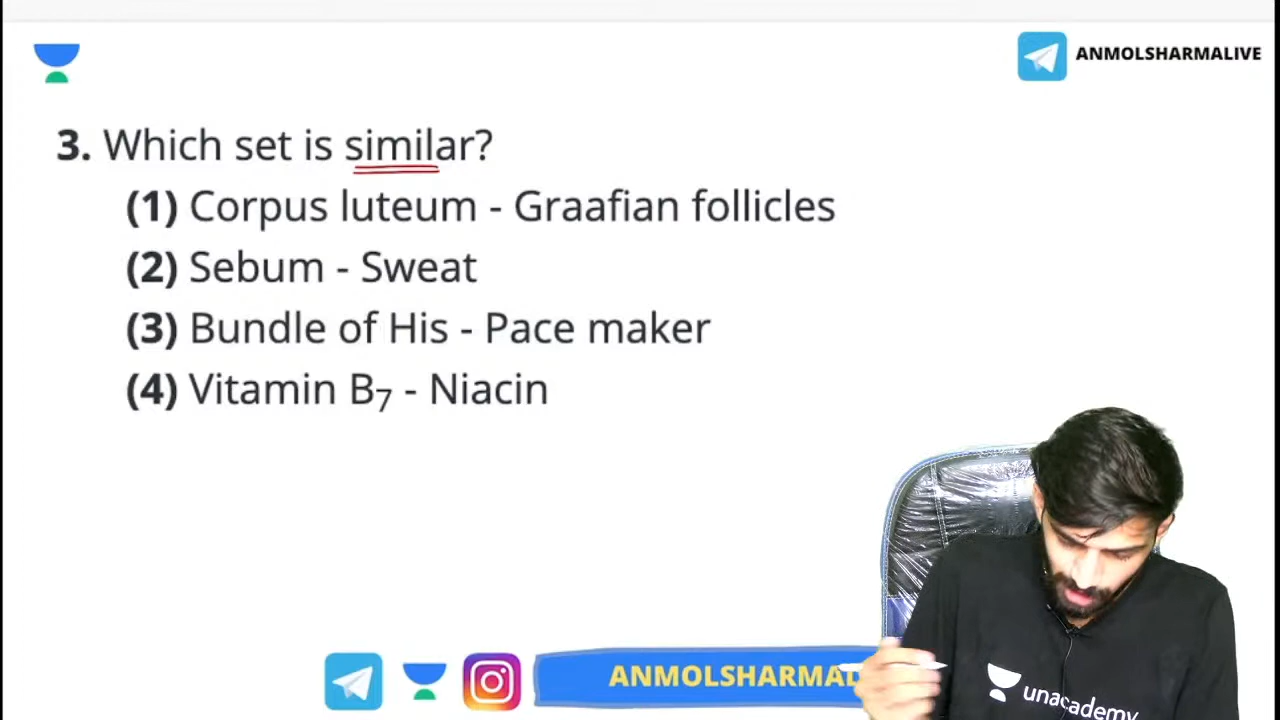 ANMOLSHARMALIVE
3. Which set is similar?
(1) Corpus luteum - Graafian follicles
(2) Sebum - Sweat
(3) Bundle of His - Pace maker
(4) Vitamin B₇ - Niacin
ANMOLSHARMAL
unacademy